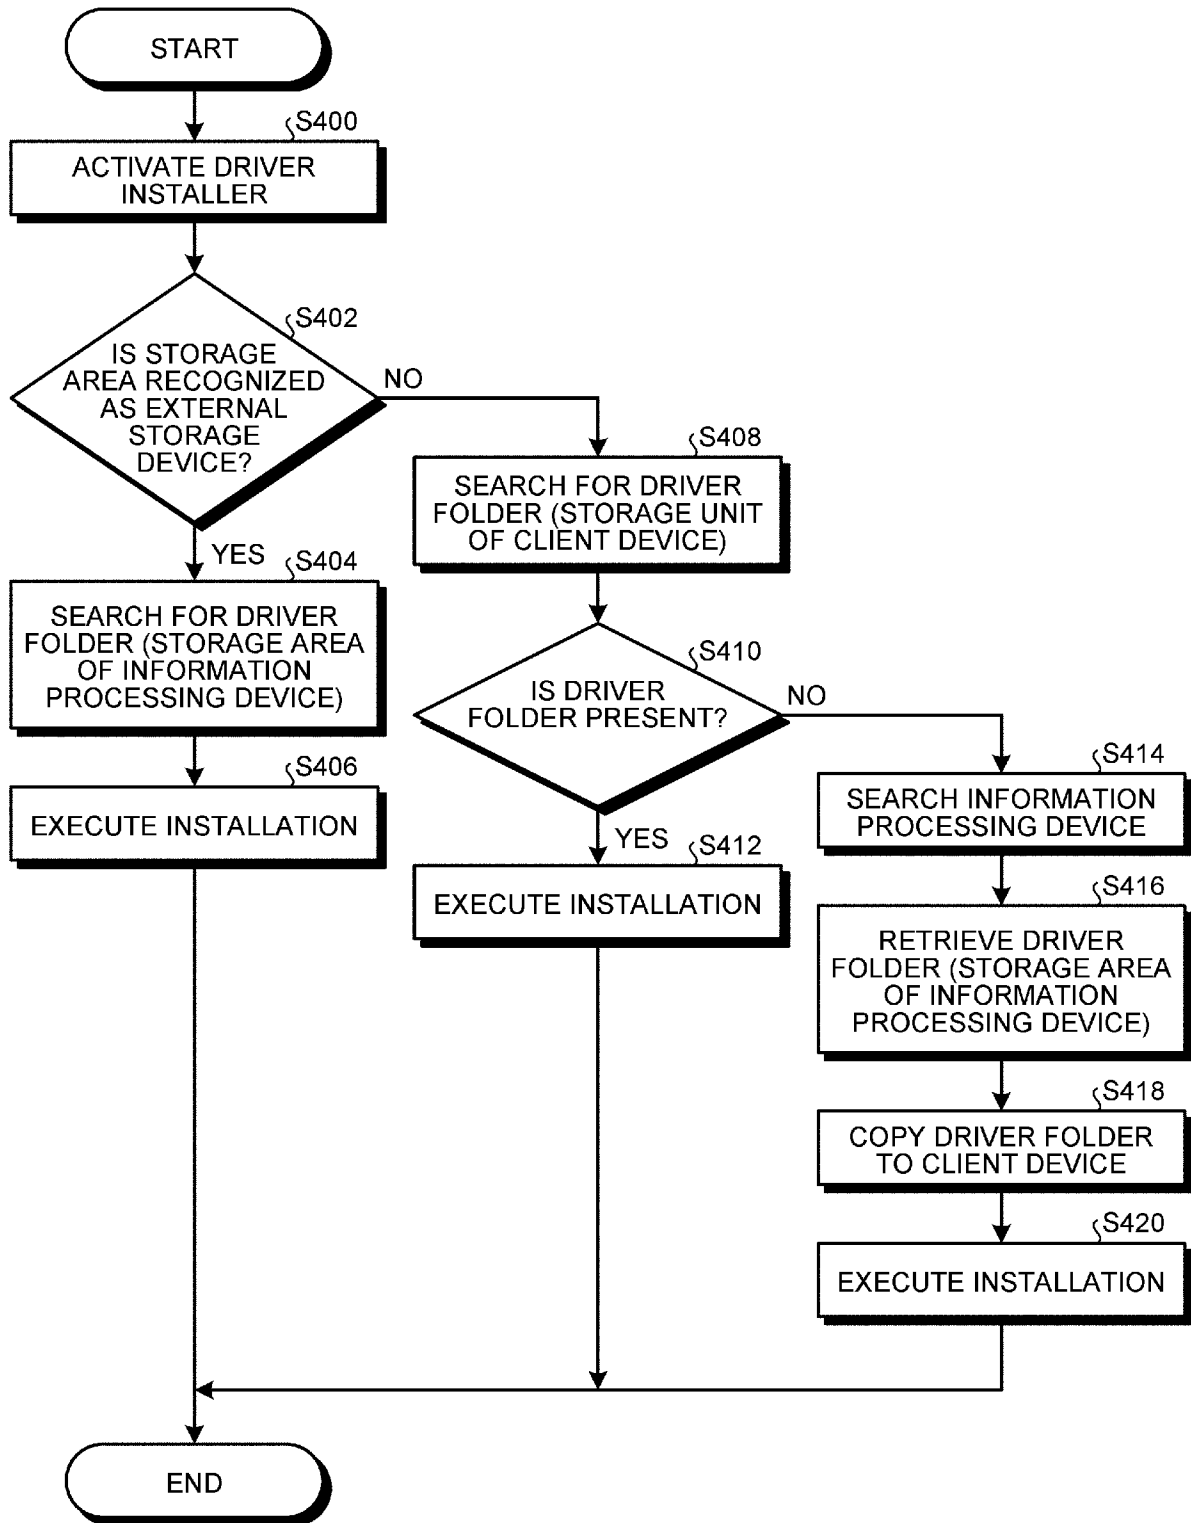 START
S400
ACTIVATE DRIVER
INSTALLER
S402
IS STORAGE
AREA RECOGNIZED
AS EXTERNAL
STORAGE
DEVICE?
NO
YES
S404
SEARCH FOR DRIVER
FOLDER (STORAGE AREA
OF INFORMATION
PROCESSING DEVICE)
S406
EXECUTE INSTALLATION
S408
SEARCH FOR DRIVER
FOLDER (STORAGE UNIT
OF CLIENT DEVICE)
S410
IS DRIVER
FOLDER PRESENT?
NO
YES
S412
EXECUTE INSTALLATION
S414
SEARCH INFORMATION
PROCESSING DEVICE
S416
RETRIEVE DRIVER
FOLDER (STORAGE AREA
OF INFORMATION
PROCESSING DEVICE)
S418
COPY DRIVER FOLDER
TO CLIENT DEVICE
S420
EXECUTE INSTALLATION
END